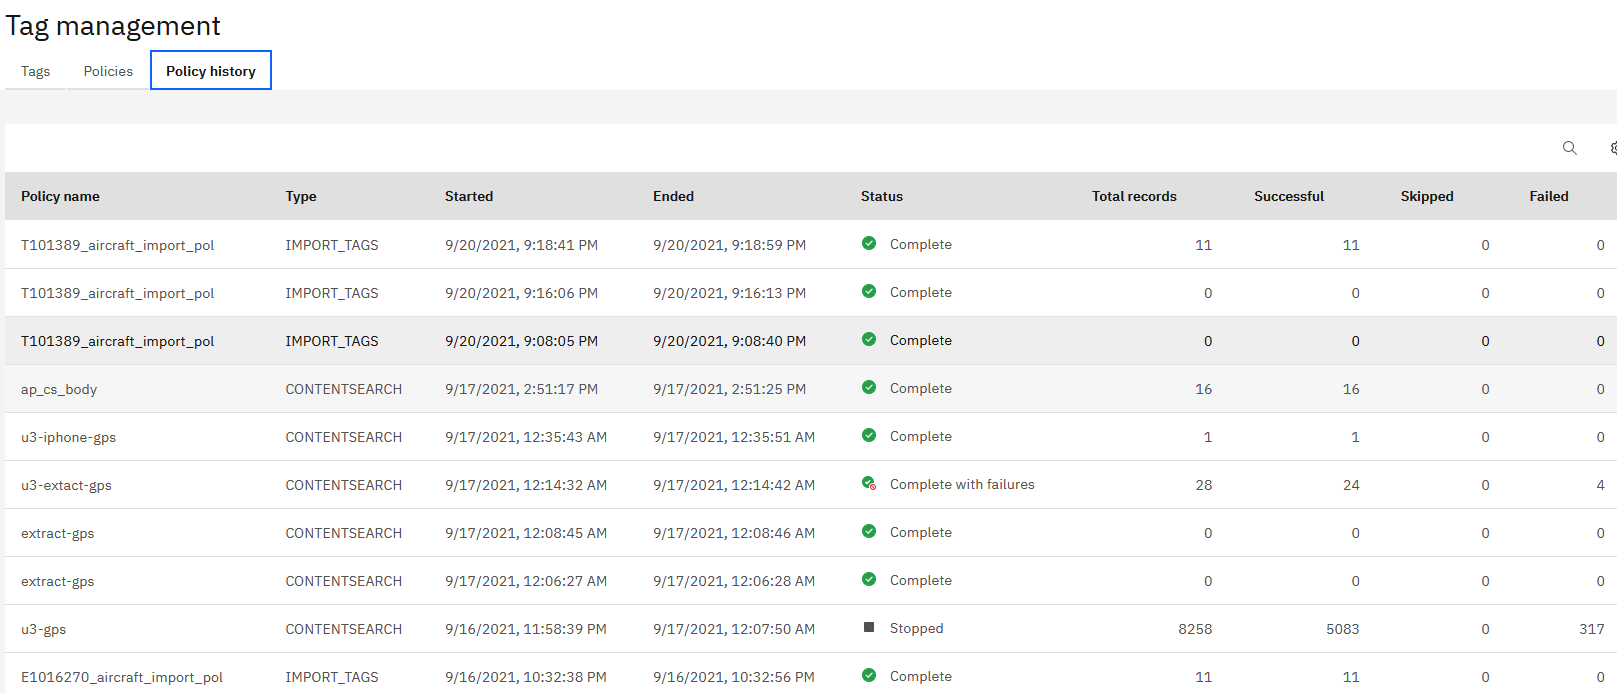 Tag management
Tags Policies Policy history
Policy name Type Started Ended Status Total records Successful Skipped Failed
T101389_aircraft_import_pol IMPORT_TAGS 9/20/2021, 9:18:41 PM 9/20/2021, 9:18:59 PM Complete 11 11 0 0
T101389_aircraft_import_pol IMPORT_TAGS 9/20/2021, 9:16:06 PM 9/20/2021, 9:16:13 PM Complete 0 0 0 0
T101389_aircraft_import_pol IMPORT_TAGS 9/20/2021, 9:08:05 PM 9/20/2021, 9:08:40 PM Complete 0 0 0 0
ap_cs_body CONTENTSEARCH 9/17/2021, 2:51:17 PM 9/17/2021, 2:51:25 PM Complete 16 16 0 0
u3-iphone-gps CONTENTSEARCH 9/17/2021, 12:35:43 AM 9/17/2021, 12:35:51 AM Complete 1 1 0 0
u3-extact-gps CONTENTSEARCH 9/17/2021, 12:14:32 AM 9/17/2021, 12:14:42 AM Complete with failures 28 24 0 4
extract-gps CONTENTSEARCH 9/17/2021, 12:08:45 AM 9/17/2021, 12:08:46 AM Complete 0 0 0 0
extract-gps CONTENTSEARCH 9/17/2021, 12:06:27 AM 9/17/2021, 12:06:28 AM Complete 0 0 0 0
u3-gps CONTENTSEARCH 9/16/2021, 11:58:39 PM 9/17/2021, 12:07:50 AM Stopped 8258 5083 0 317
E1016270_aircraft_import_pol IMPORT_TAGS 9/16/2021, 10:32:38 PM 9/16/2021, 10:32:56 PM Complete 11 11 0 0